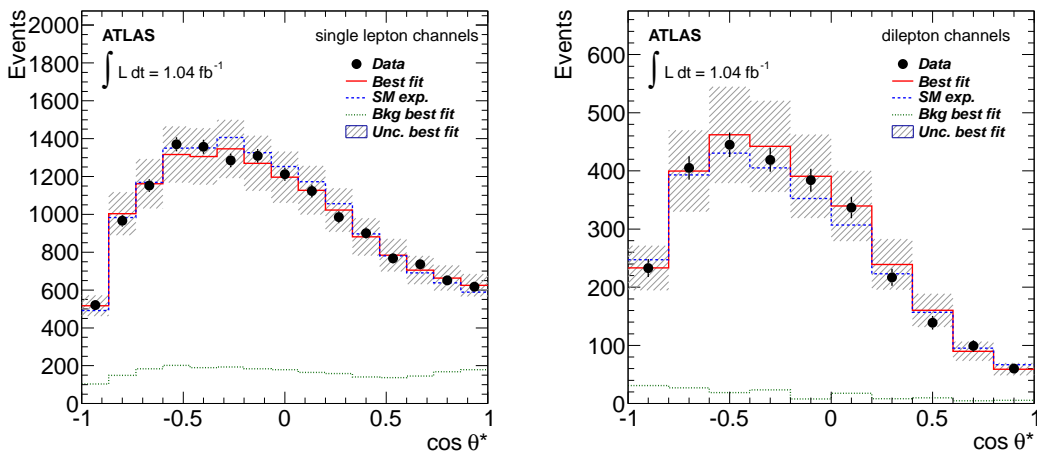 Events
2000
1800
1600
1400
1200
1000
800
600
400
200
0
ATLAS
∫ L dt = 1.04 fb⁻¹
single lepton channels
Data
Best fit
SM exp.
Bkg best fit
Unc. best fit
-1 -0.5 0 0.5 1
cos θ*
Events
600
500
400
300
200
100
0
ATLAS
∫ L dt = 1.04 fb⁻¹
dilepton channels
Data
Best fit
SM exp.
Bkg best fit
Unc. best fit
-1 -0.5 0 0.5 1
cos θ*